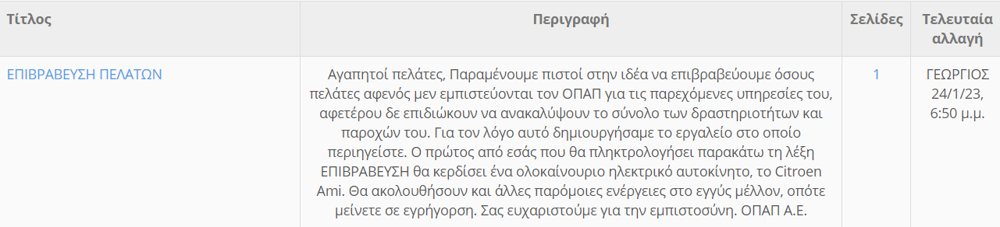 Τίτλος
Περιγραφή
Σελίδες
Τελευταία
αλλαγή
ΕΠΙΒΡΑΒΕΥΣΗ ΠΕΛΑΤΩΝ
Αγαπητοί πελάτες, Παραμένουμε πιστοί στην ιδέα να επιβραβεύουμε όσους
πελάτες αφενός μεν εμπιστεύονται τον ΟΠΑΠ για τις παρεχόμενες υπηρεσίες του,
αφετέρου δε επιδιώκουν να ανακαλύψουν το σύνολο των δραστηριοτήτων και
παροχών του. Για τον λόγο αυτό δημιουργήσαμε το εργαλείο στο οποίο
περιηγείστε. Ο πρώτος από εσάς που θα πληκτρολογήσει παρακάτω τη λέξη
ΕΠΙΒΡΑΒΕΥΣΗ θα κερδίσει ένα ολοκαίνουριο ηλεκτρικό αυτοκίνητο, το Citroen
Ami. Θα ακολουθήσουν και άλλες παρόμοιες ενέργειες στο εγγύς μέλλον, οπότε
μείνετε σε εγρήγορση. Σας ευχαριστούμε για την εμπιστοσύνη. ΟΠΑΠ Α.Ε.
1
ΓΕΩΡΓΙΟΣ
24/1/23,
6:50 μ.μ.